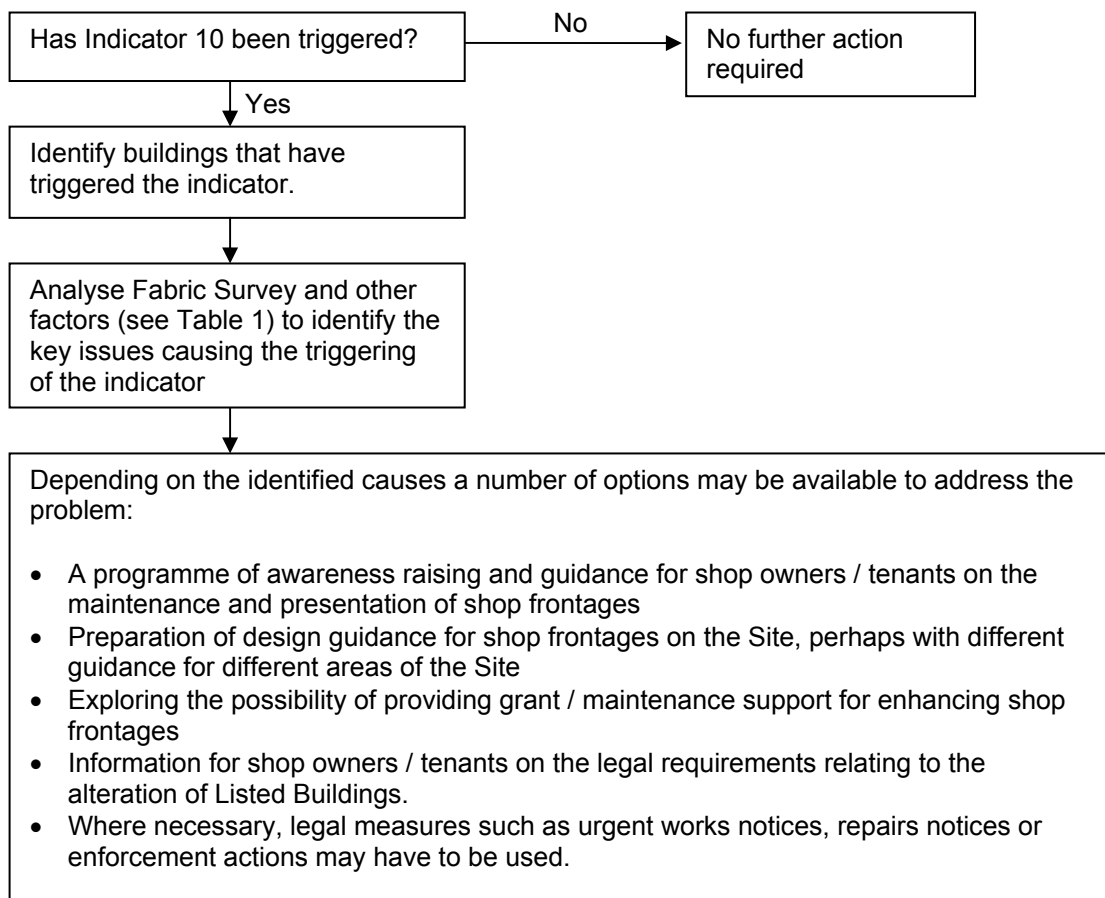 Has Indicator 10 been triggered?
No
No further action
required
Yes
Identify buildings that have
triggered the indicator.
Analyse Fabric Survey and other
factors (see Table 1) to identify the
key issues causing the triggering
of the indicator
Depending on the identified causes a number of options may be available to address the
problem:
• A programme of awareness raising and guidance for shop owners / tenants on the
maintenance and presentation of shop frontages
• Preparation of design guidance for shop frontages on the Site, perhaps with different
guidance for different areas of the Site
• Exploring the possibility of providing grant / maintenance support for enhancing shop
frontages
• Information for shop owners / tenants on the legal requirements relating to the
alteration of Listed Buildings.
• Where necessary, legal measures such as urgent works notices, repairs notices or
enforcement actions may have to be used.